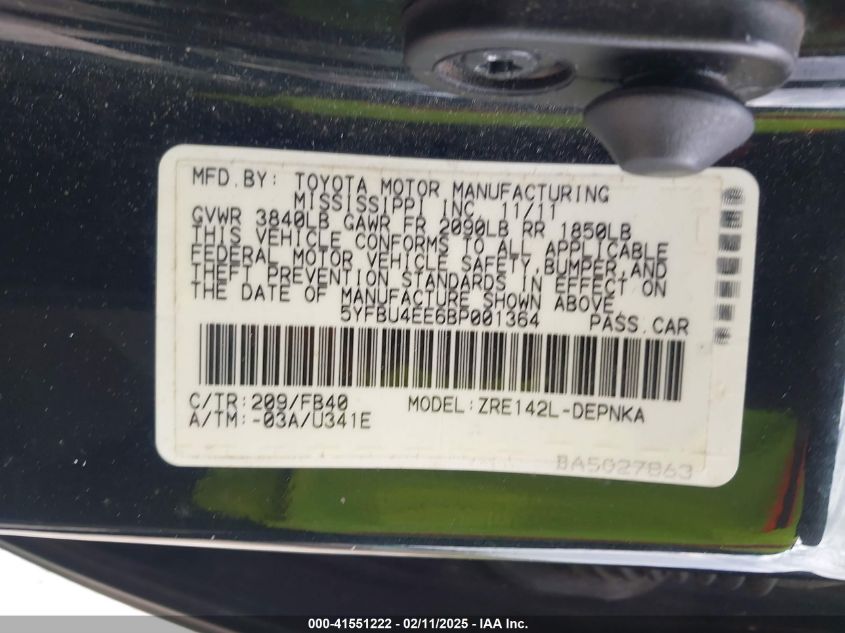 MFD.BY: TOYOTA MOTOR MANUFACTURING
MISSISSIPPI INC. 11/11
GVWR 3840LB GAWR FR 2090LB RR 1850LB
THIS VEHICLE CONFORMS TO ALL APPLICABLE
FEDERAL MOTOR VEHICLE SAFETY,BUMPER,AND
THEFT PREVENTION STANDARDS IN EFFECT ON
THE DATE OF MANUFACTURE SHOWN ABOVE.
5YFBU4EE6BP001364 PASS.CAR
C/TR:209/FB40 MODEL:ZRE142L-DEPNKA
A/TM:-03A/U341E
BA5027863
000-41551222 - 02/11/2025 - IAA Inc.